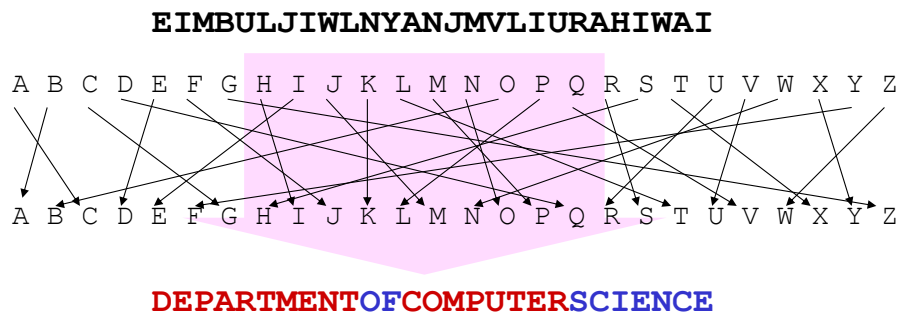 EIMBULJIWLNYANJMVLIURAHIWAI
A B C D E F G H I J K L M N O P Q R S T U V W X Y Z
A B C D E F G H I J K L M N O P Q R S T U V W X Y Z
DEPARTMENTOFCOMPUTERSCIENCE